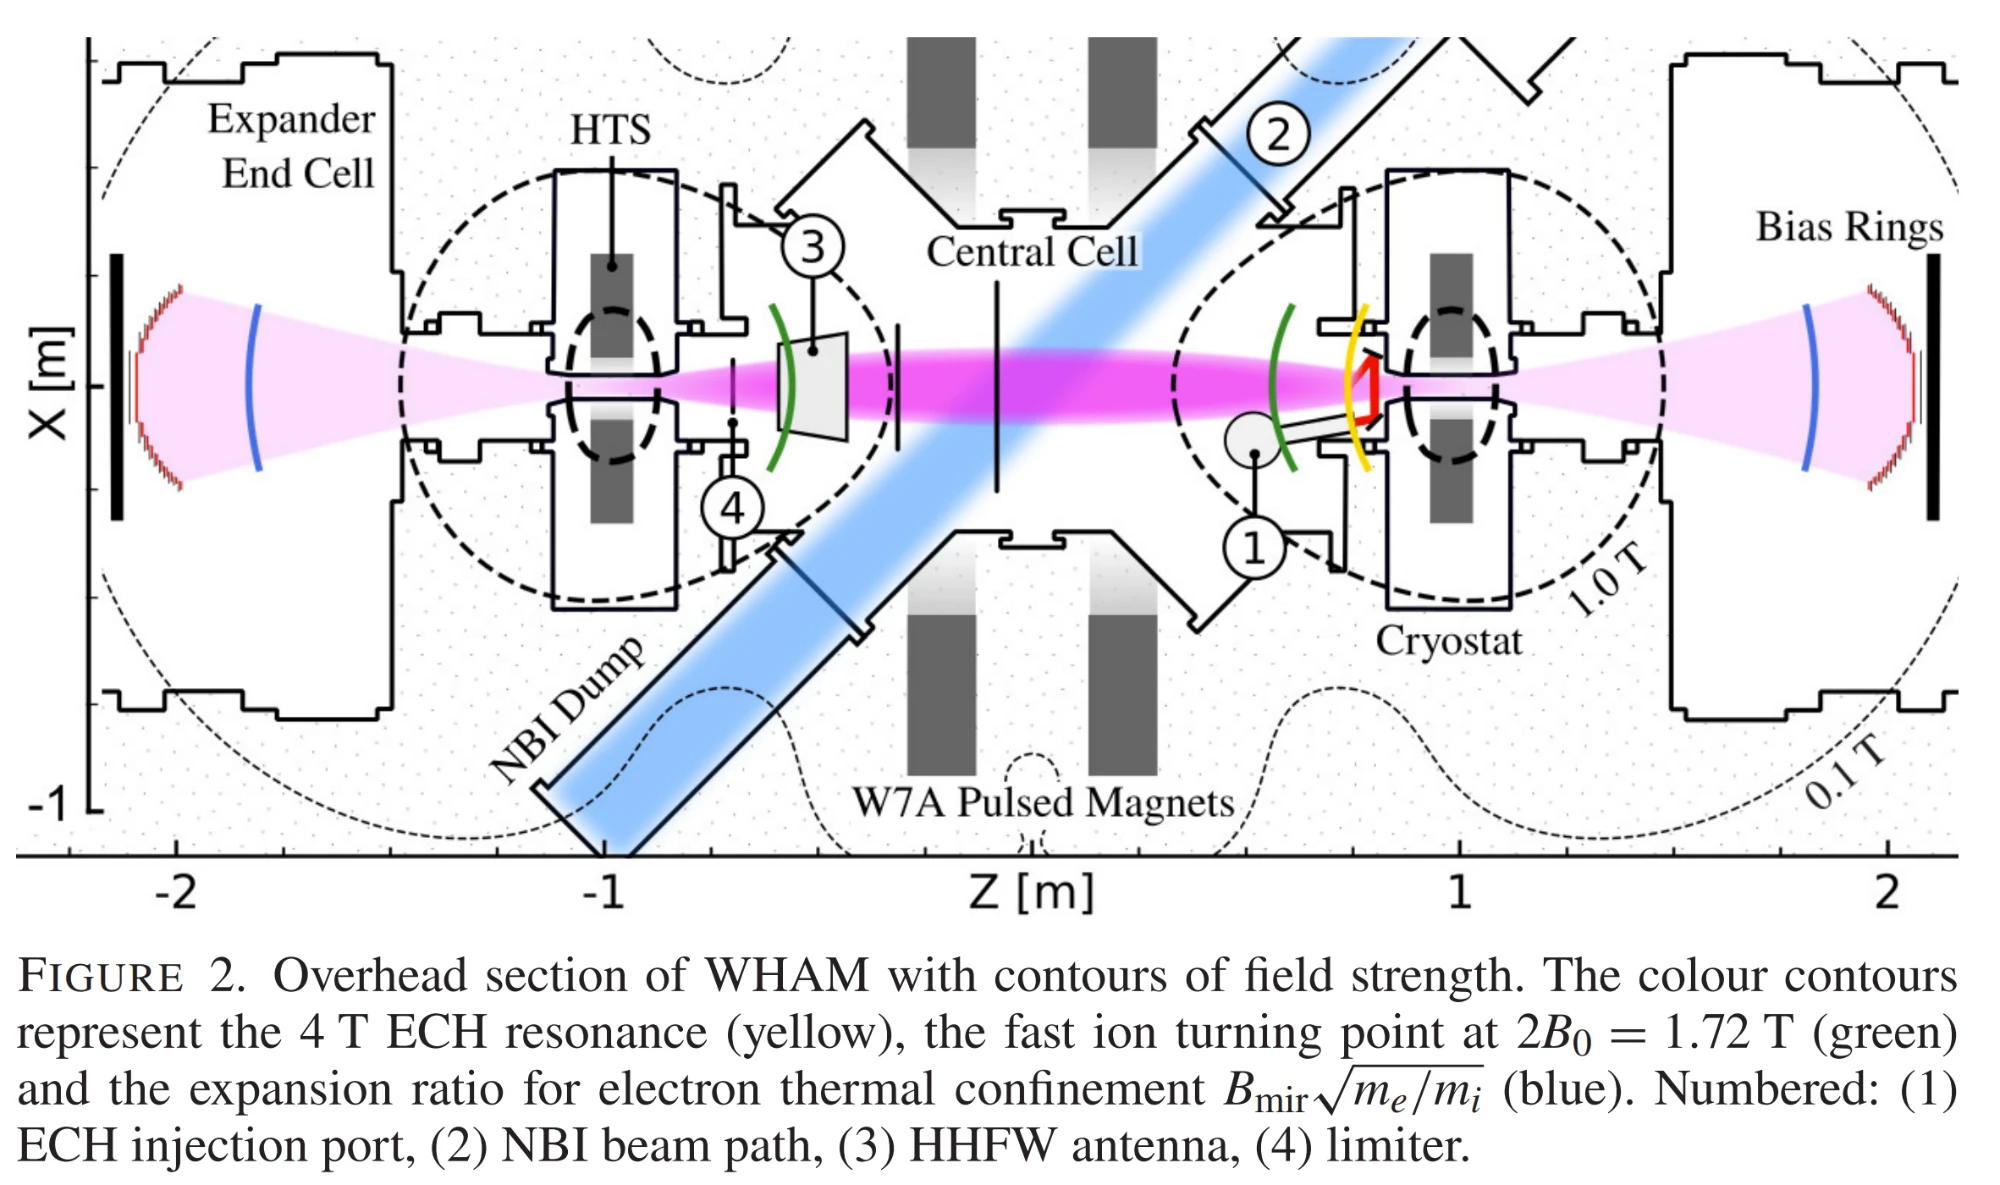 Expander
End Cell
HTS
2
3
Central Cell
Bias Rings
X [m]
4
1
1.0 T
Cryostat
NBI Dump
W7A Pulsed Magnets
0.1 T
-1
-2
-1
Z [m]
1
2
FIGURE 2. Overhead section of WHAM with contours of field strength. The colour contours
represent the 4 T ECH resonance (yellow), the fast ion turning point at 2B₀ = 1.72 T (green)
and the expansion ratio for electron thermal confinement B_mir√(m_e/m_i) (blue). Numbered: (1)
ECH injection port, (2) NBI beam path, (3) HHFW antenna, (4) limiter.